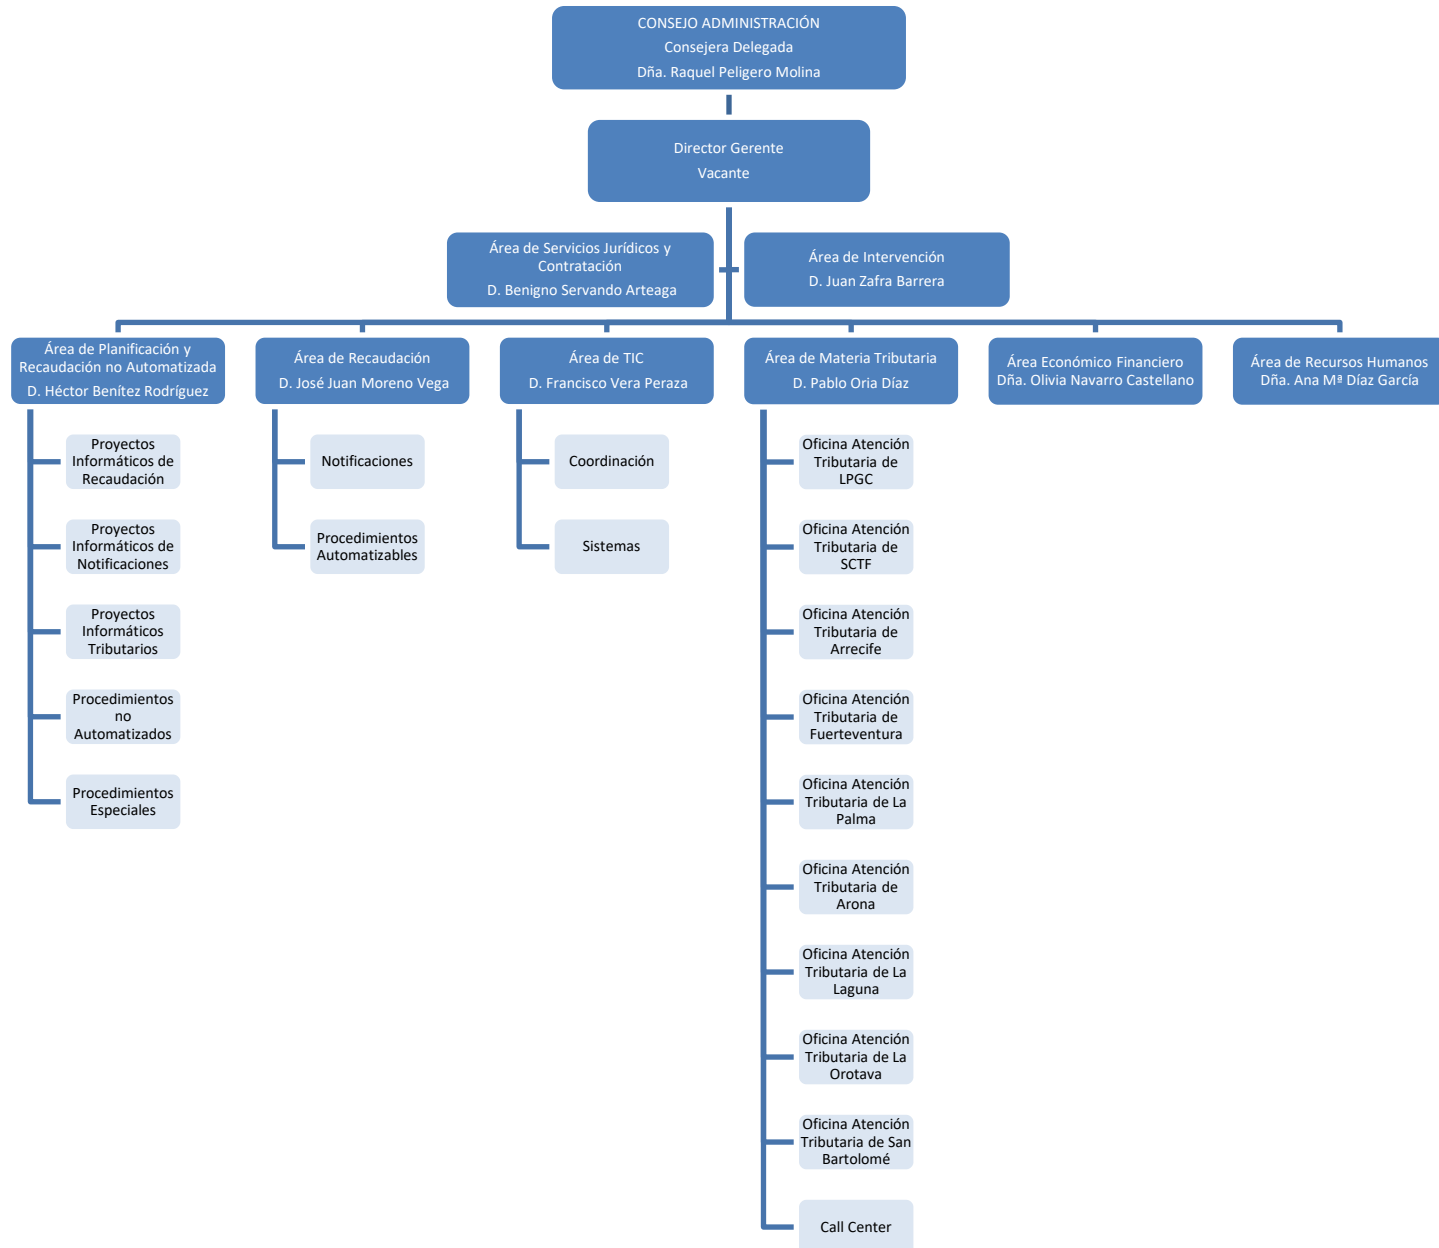 CONSEJO ADMINISTRACIÓN
Consejera Delegada
Dña. Raquel Peligero Molina
Director Gerente
Vacante
Área de Servicios Jurídicos y
Contratación
D. Benigno Servando Arteaga
Área de Intervención
D. Juan Zafra Barrera
Área de Planificación y
Recaudación no Automatizada
D. Héctor Benítez Rodríguez
Proyectos
Informáticos de
Recaudación
Proyectos
Informáticos de
Notificaciones
Proyectos
Informáticos
Tributarios
Procedimientos
no
Automatizados
Procedimientos
Especiales
Área de Recaudación
D. José Juan Moreno Vega
Notificaciones
Procedimientos
Automatizables
Área de TIC
D. Francisco Vera Peraza
Coordinación
Sistemas
Área de Materia Tributaria
D. Pablo Oria Díaz
Oficina Atención
Tributaria de
LPGC
Oficina Atención
Tributaria de
SCTF
Oficina Atención
Tributaria de
Arrecife
Oficina Atención
Tributaria de
Fuerteventura
Oficina Atención
Tributaria de La
Palma
Oficina Atención
Tributaria de
Arona
Oficina Atención
Tributaria de La
Laguna
Oficina Atención
Tributaria de La
Orotava
Oficina Atención
Tributaria de San
Bartolomé
Call Center
Área Económico Financiero
Dña. Olivia Navarro Castellano
Área de Recursos Humanos
Dña. Ana Mª Díaz García